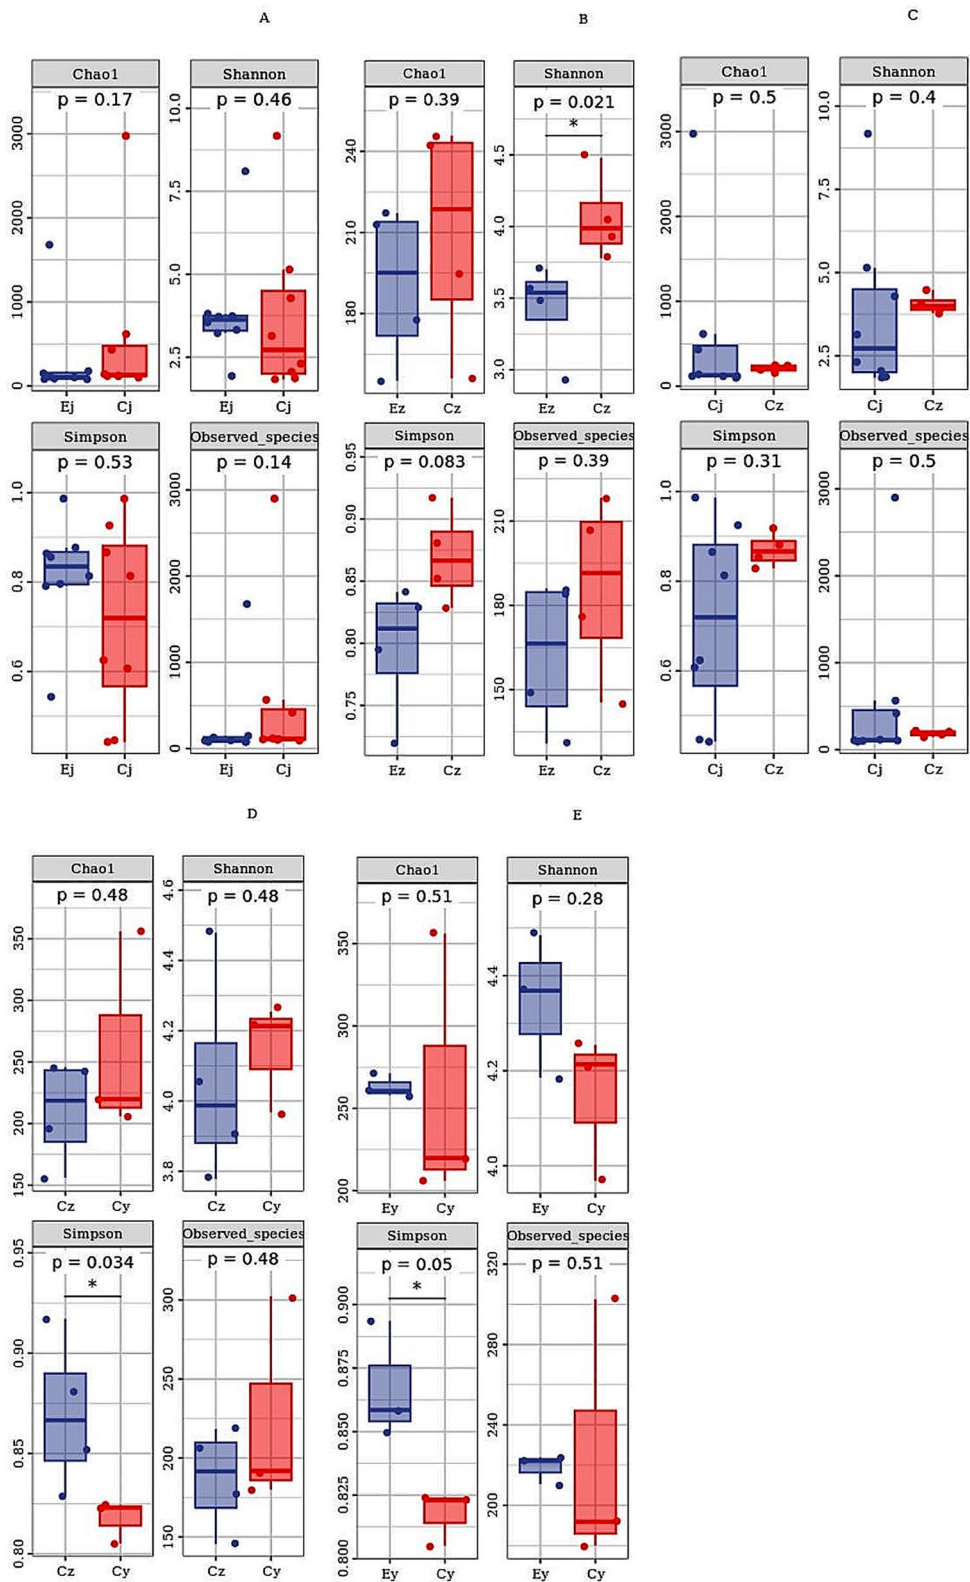 A
B
C
Chao1
p = 0.17
0
1000
2000
3000
Ej
Cj
Shannon
p = 0.46
2.5
5.0
7.5
10.0
Ej
Cj
Chao1
p = 0.39
180
210
240
Ez
Cz
Shannon
p = 0.021
*
3.0
3.5
4.0
4.5
Ez
Cz
Chao1
p = 0.5
0
1000
2000
3000
Cj
Cz
Shannon
p = 0.4
2.5
5.0
7.5
10.0
Cj
Cz
Simpson
p = 0.53
0.6
0.8
1.0
Ej
Cj
Observed_species
p = 0.14
0
1000
2000
3000
Ej
Cj
Simpson
p = 0.083
0.75
0.80
0.85
0.90
0.95
Ez
Cz
Observed_species
p = 0.39
150
180
210
Ez
Cz
Simpson
p = 0.31
0.6
0.8
1.0
Cj
Cz
Observed_species
p = 0.5
0
1000
2000
3000
Cj
Cz
D
E
Chao1
p = 0.48
150
200
250
300
350
Cz
Cy
Shannon
p = 0.48
3.8
4.0
4.2
4.4
4.6
Cz
Cy
Chao1
p = 0.51
200
250
300
350
Ey
Cy
Shannon
p = 0.28
4.0
4.2
4.4
Ey
Cy
Simpson
p = 0.034
*
0.80
0.85
0.90
0.95
Cz
Cy
Observed_species
p = 0.48
150
200
250
300
Cz
Cy
Simpson
p = 0.05
*
0.800
0.825
0.850
0.875
0.900
Ey
Cy
Observed_species
p = 0.51
200
240
280
320
Ey
Cy